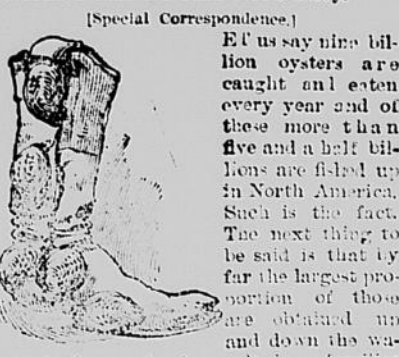 [Special Correspondence.]
ET us say nine bil-
lion oysters are
caught and eaten
every year and of
these more than
five and a half bil-
lions are fished up
in North America.
Such is the fact.
The next thing to
be said is that by
far the largest pro-
portion of those
are obtained up
and down the wa-